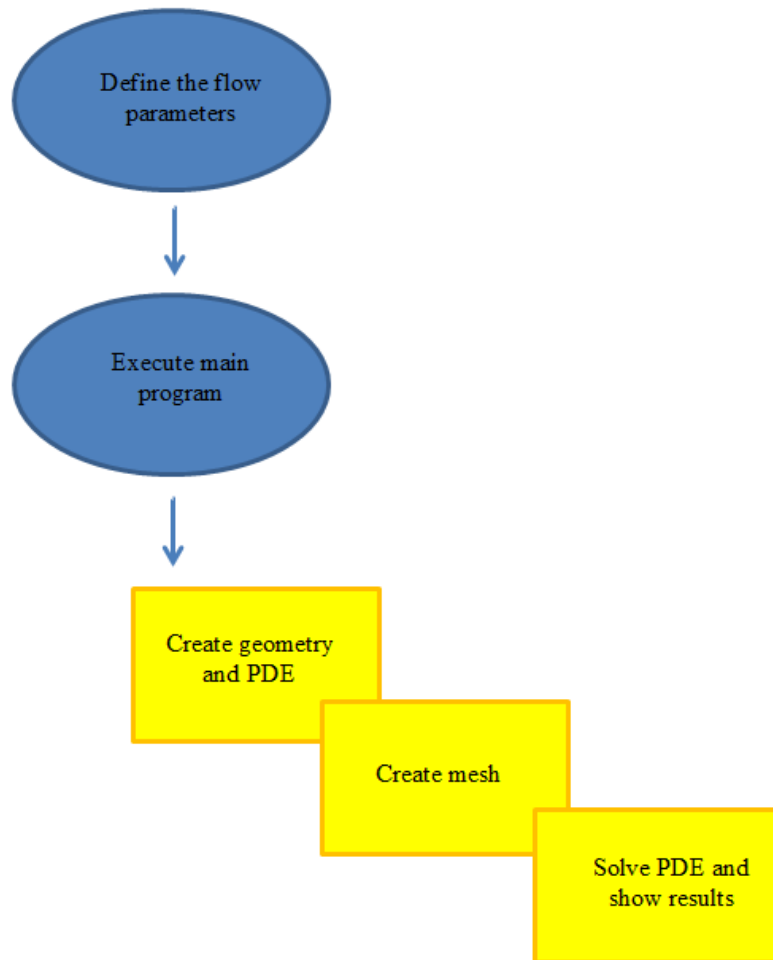 Define the flow
parameters
Execute main
program
Create geometry
and PDE
Create mesh
Solve PDE and
show results